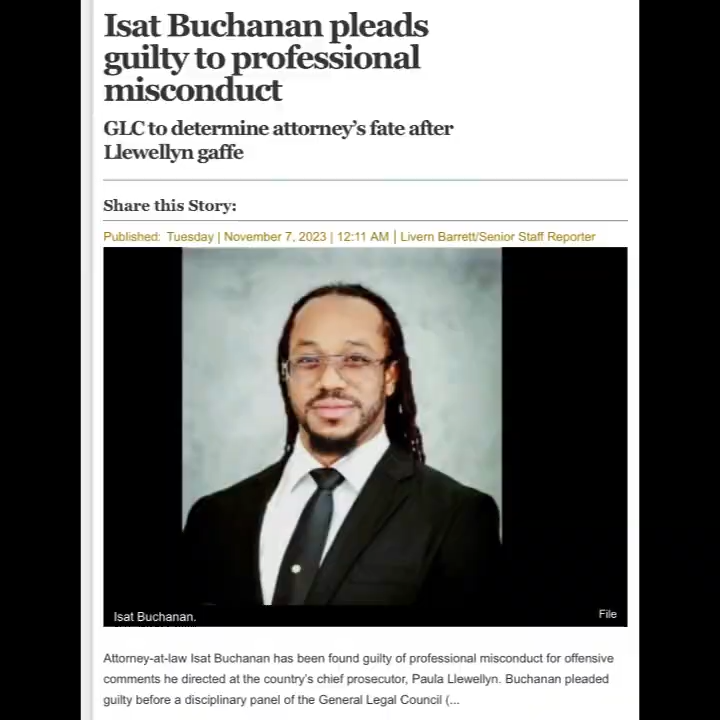 Isat Buchanan pleads
guilty to professional
misconduct
GLC to determine attorney's fate after
Llewellyn gaffe
Share this Story:
Published: Tuesday | November 7, 2023 | 12:11 AM | Livern Barrett/Senior Staff Reporter
Isat Buchanan.
File
Attorney-at-law Isat Buchanan has been found guilty of professional misconduct for offensive
comments he directed at the country's chief prosecutor, Paula Llewellyn. Buchanan pleaded
guilty before a disciplinary panel of the General Legal Council (...